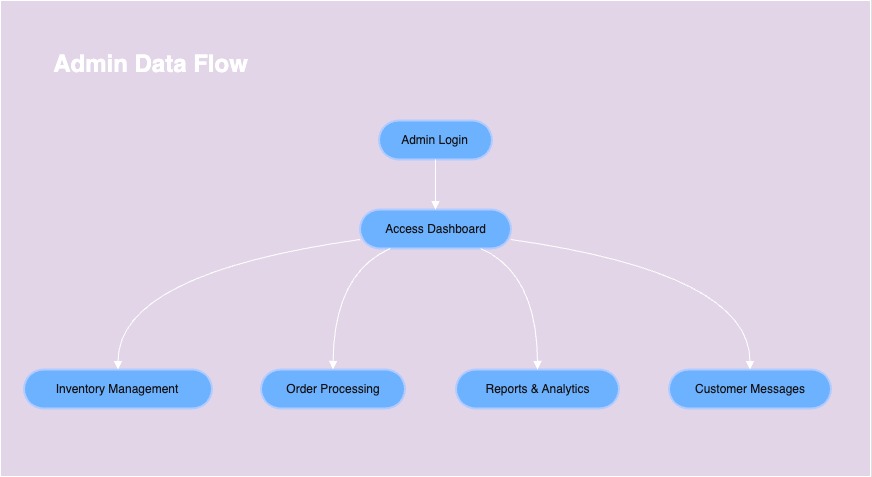 Admin Data Flow
Admin Login
Access Dashboard
Inventory Management
Order Processing
Reports & Analytics
Customer Messages